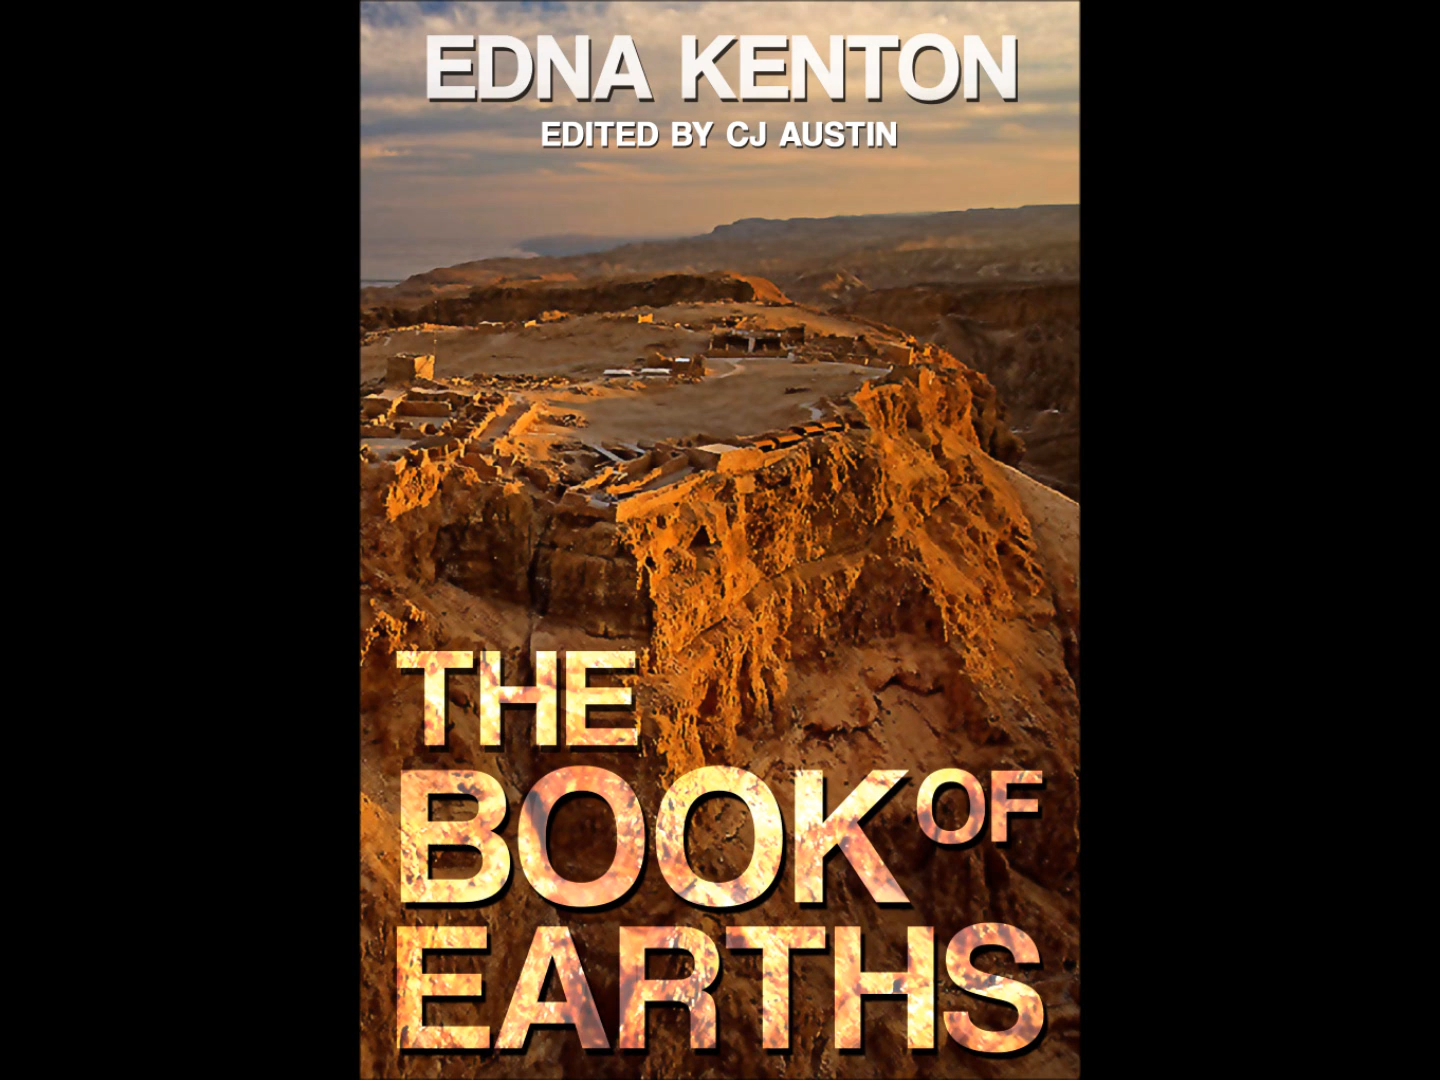 EDNA KENTON
EDITED BY CJ AUSTIN
THE
BOOK OF
EARTHS